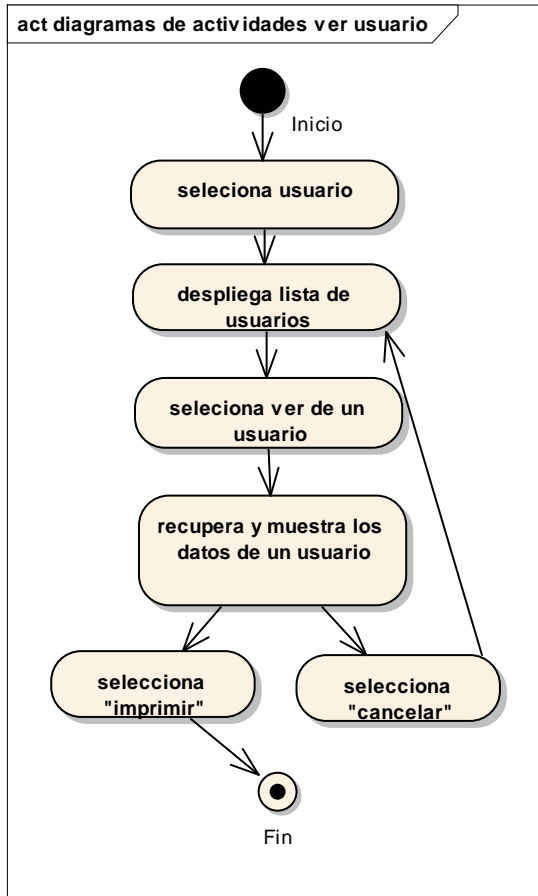 act diagramas de actividades ver usuario
Inicio
seleciona usuario
despliega lista de
usuarios
seleciona ver de un
usuario
recupera y muestra los
datos de un usuario
selecciona
"imprimir"
selecciona
"cancelar"
Fin